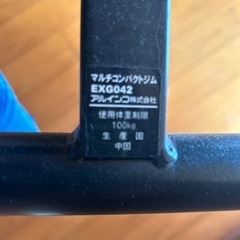 マルチコンパクトジム
EXG042
アルインコ株式会社
使用体重制限
100kg
生産国
中国